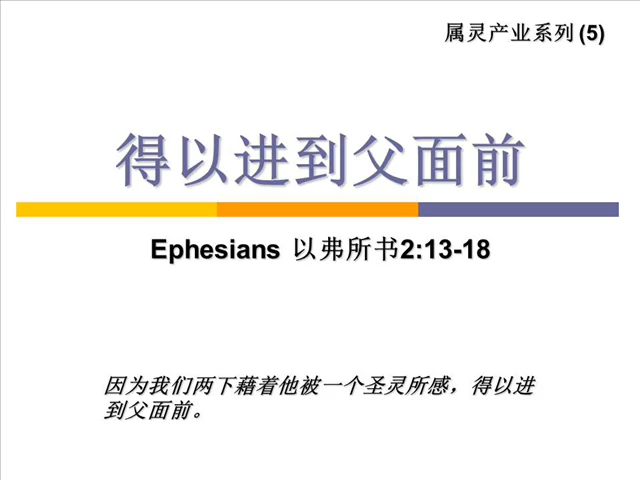 属灵产业系列 (5)
得以进到父面前
Ephesians 以弗所书2:13-18
因为我们两下藉着他被一个圣灵所感，得以进
到父面前。